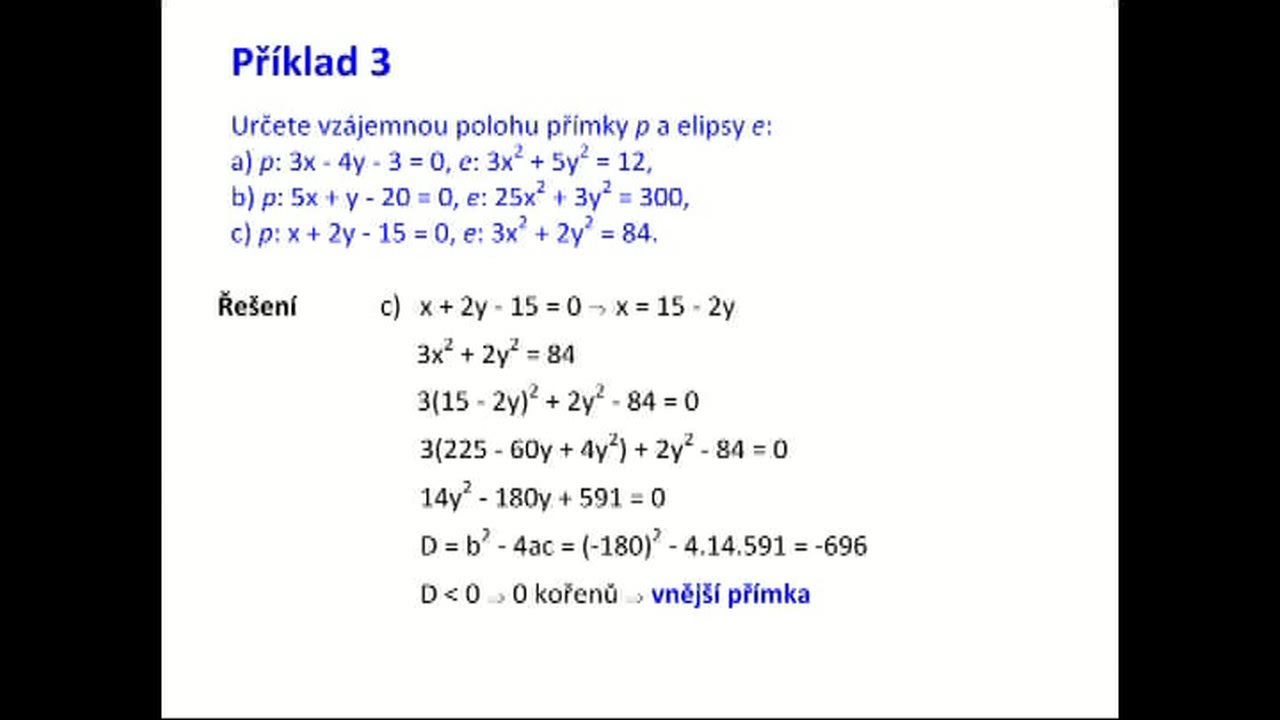 Příklad 3
Určete vzájemnou polohu přímky p a elipsy e:
a) p: 3x - 4y - 3 = 0, e: 3x² + 5y² = 12,
b) p: 5x + y - 20 = 0, e: 25x² + 3y² = 300,
c) p: x + 2y - 15 = 0, e: 3x² + 2y² = 84.
Řešení c) x + 2y - 15 = 0 → x = 15 - 2y
3x² + 2y² = 84
3(15 - 2y)² + 2y² - 84 = 0
3(225 - 60y + 4y²) + 2y² - 84 = 0
14y² - 180y + 591 = 0
D = b² - 4ac = (-180)² - 4.14.591 = -696
D < 0 → 0 kořenů → vnější přímka